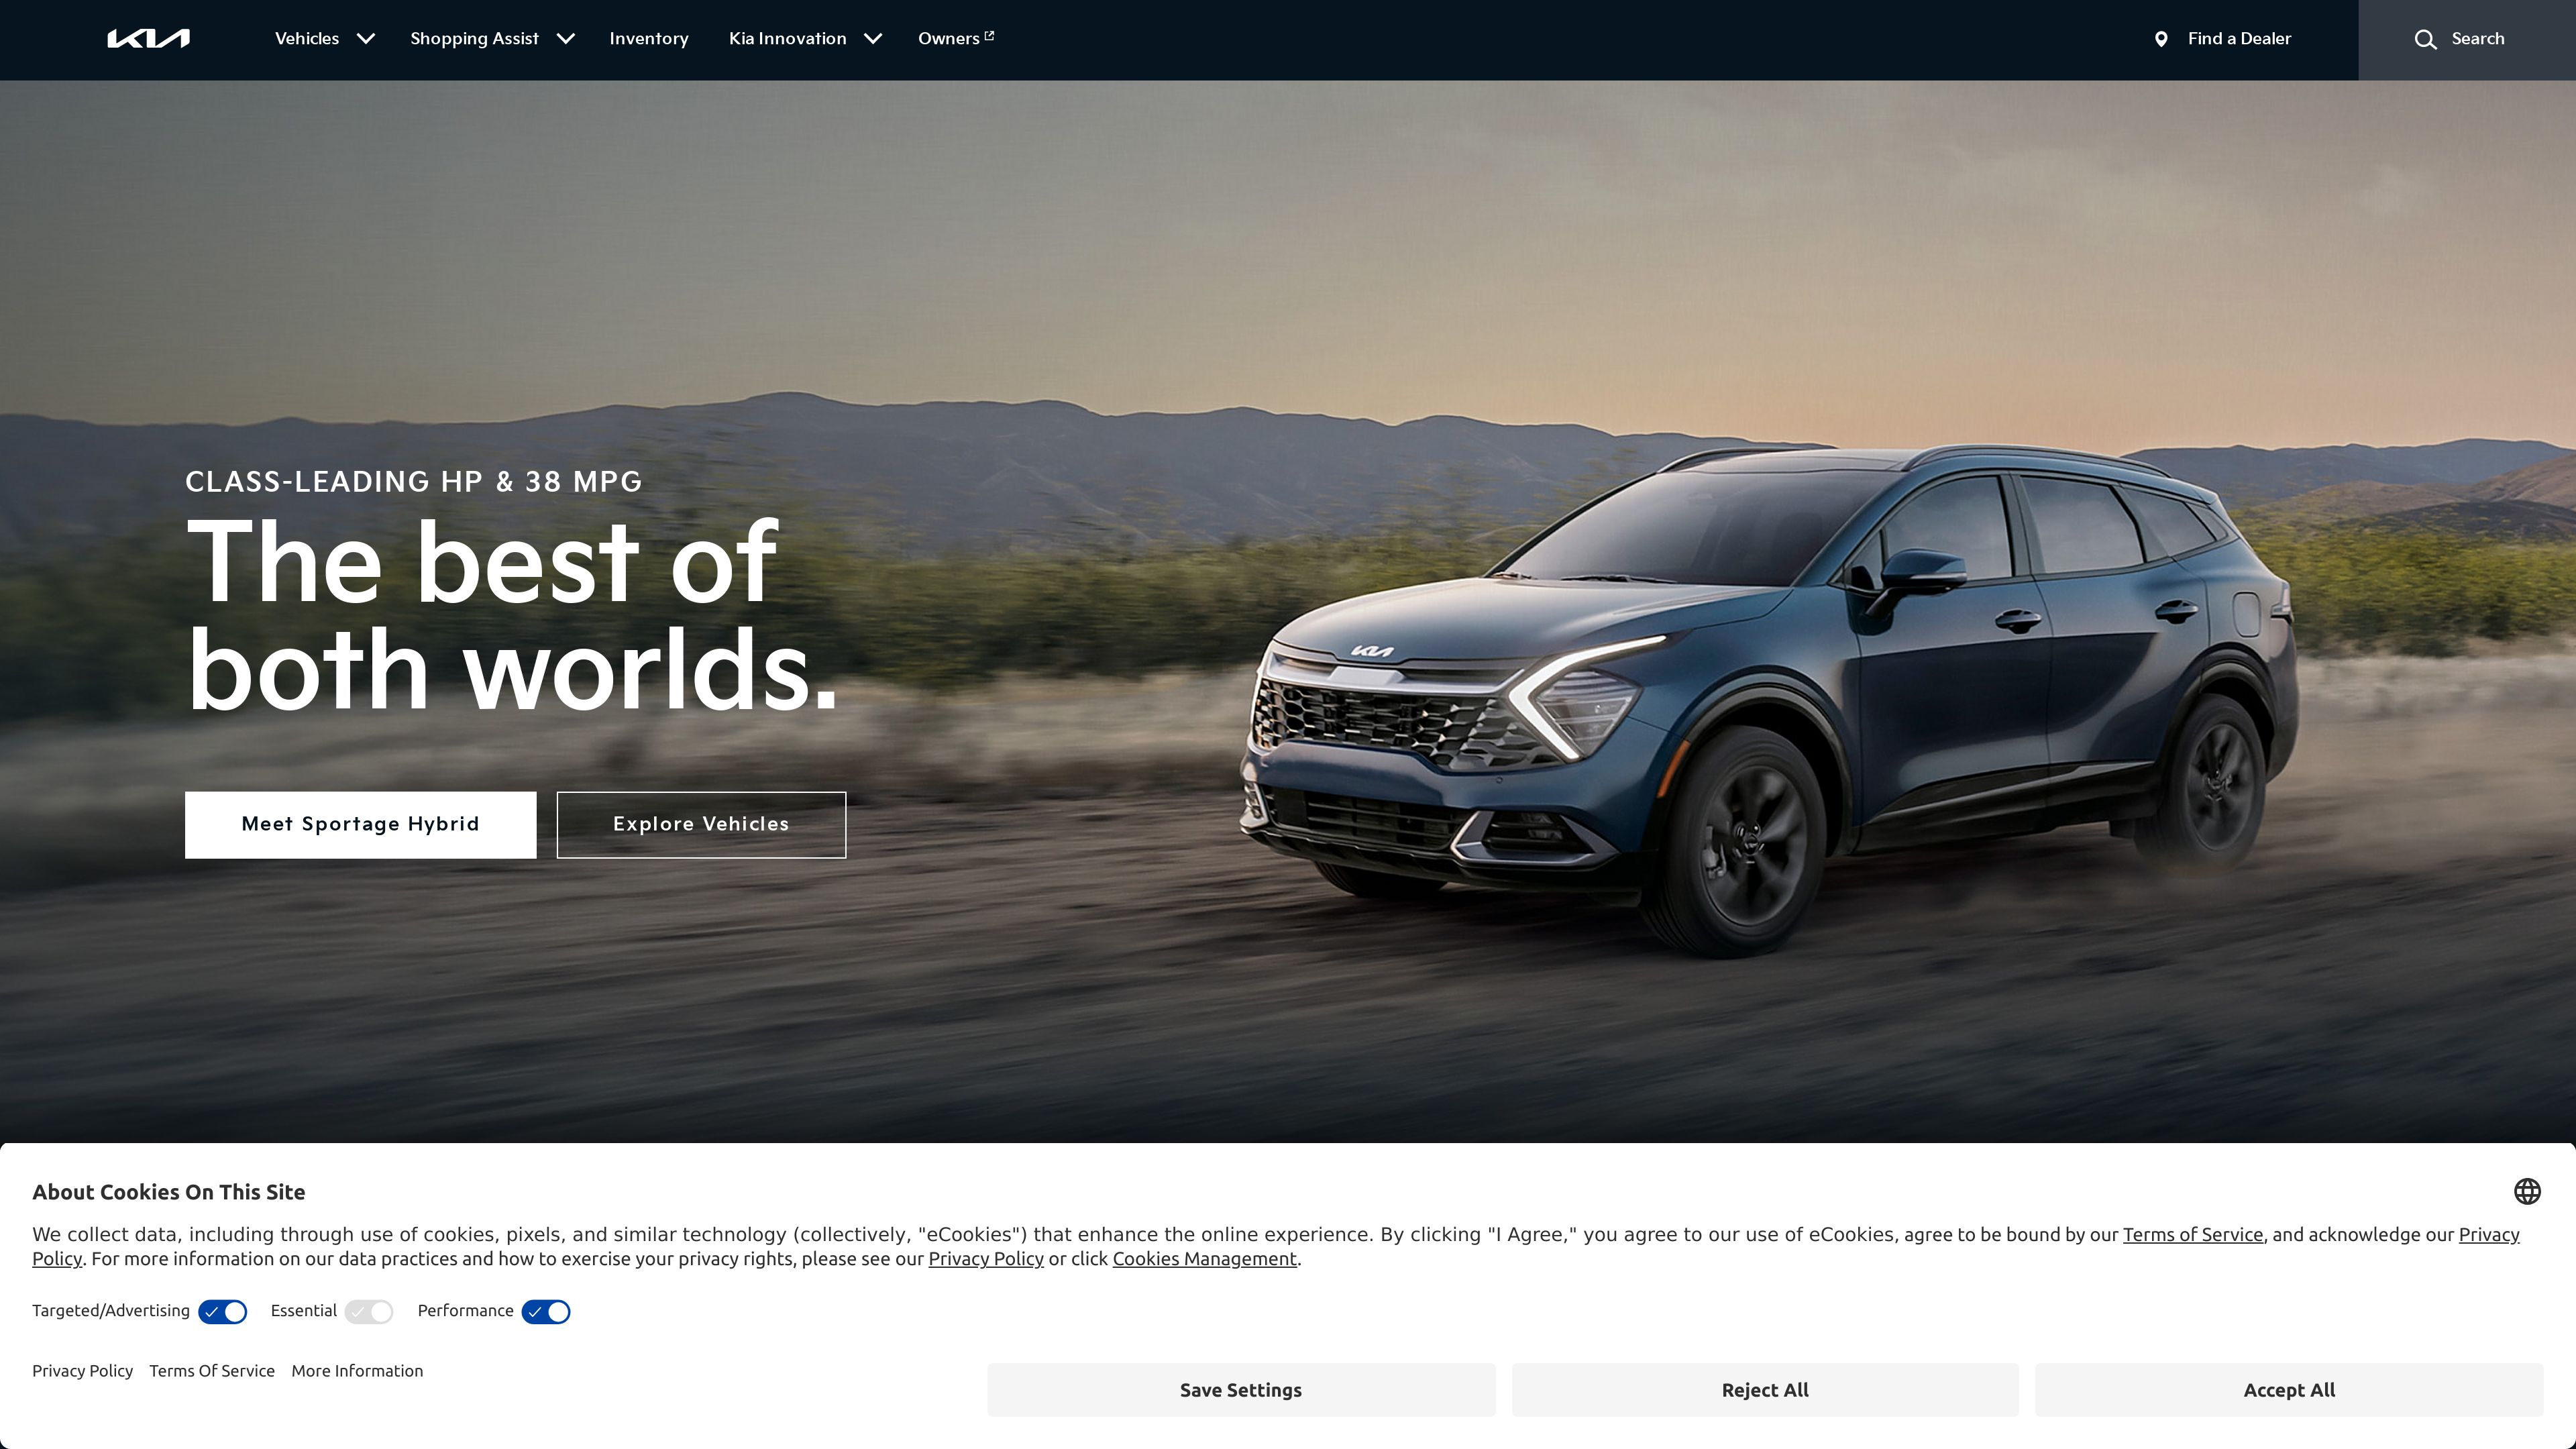 KIA
Vehicles
Shopping Assist
Inventory
Kia Innovation
Owners
Find a Dealer
Search
CLASS-LEADING HP & 38 MPG
The best of
both worlds.
KIA
Meet Sportage Hybrid
Explore Vehicles
About Cookies On This Site
We collect data, including through use of cookies, pixels, and similar technology (collectively, "eCookies") that enhance the online experience. By clicking "I Agree," you agree to our use of eCookies, agree to be bound by our Terms of Service, and acknowledge our Privacy
Policy. For more information on our data practices and how to exercise your privacy rights, please see our Privacy Policy or click Cookies Management.
Targeted/Advertising
Essential
Performance
Privacy Policy
Terms Of Service
More Information
Save Settings
Reject All
Accept All